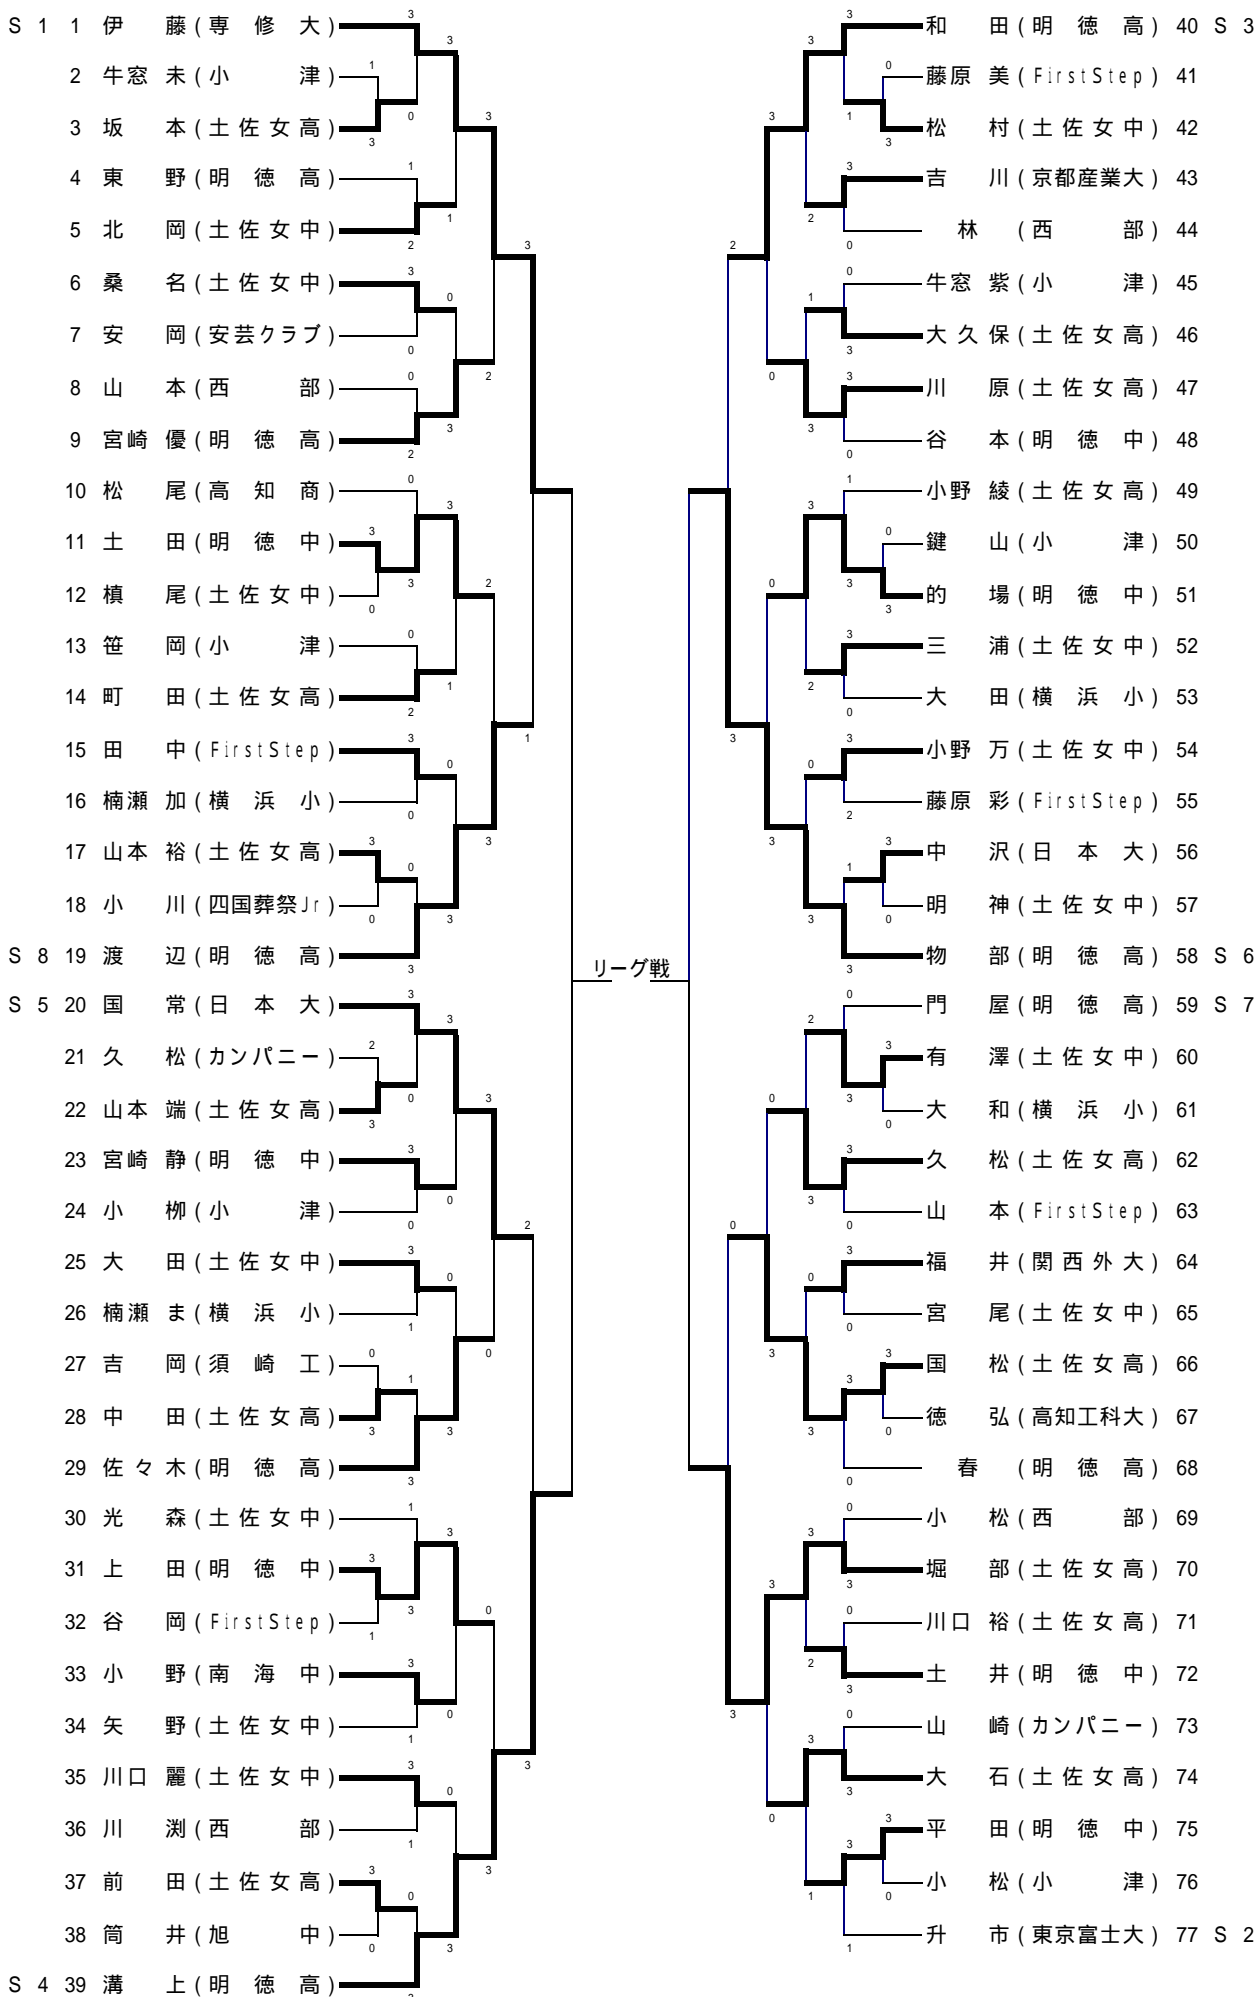 S 1 1 伊 藤 ( 専 修 大 )
2 牛窓 未 ( 小 津 )
3 坂 本 ( 土 佐 女 高 )
4 東 野 ( 明 徳 高 )
5 北 岡 ( 土 佐 女 中 )
6 桑 名 ( 土 佐 女 中 )
7 安 岡 ( 安芸クラブ )
8 山 本 ( 西 部 )
9 宮崎 優 ( 明 徳 高 )
10 松 尾 ( 高 知 商 )
11 土 田 ( 明 徳 中 )
12 槙 尾 ( 土 佐 女 中 )
13 笹 岡 ( 小 津 )
14 町 田 ( 土 佐 女 高 )
15 田 中 ( FirstStep )
16 楠瀬 加 ( 横 浜 小 )
17 山本 裕 ( 土 佐 女 高 )
18 小 川 ( 四国葬祭Jr )
S 8 19 渡 辺 ( 明 徳 高 )
S 5 20 国 常 ( 日 本 大 )
21 久 松 ( カンパニー )
22 山本 端 ( 土 佐 女 高 )
23 宮崎 静 ( 明 徳 中 )
24 小 栁 ( 小 津 )
25 大 田 ( 土 佐 女 中 )
26 楠瀬 ま ( 横 浜 小 )
27 吉 岡 ( 須 崎 工 )
28 中 田 ( 土 佐 女 高 )
29 佐 々 木 ( 明 徳 高 )
30 光 森 ( 土 佐 女 中 )
31 上 田 ( 明 徳 中 )
32 谷 岡 ( FirstStep )
33 小 野 ( 南 海 中 )
34 矢 野 ( 土 佐 女 中 )
35 川口 麗 ( 土 佐 女 中 )
36 川 渕 ( 西 部 )
37 前 田 ( 土 佐 女 高 )
38 筒 井 ( 旭 中 )
S 4 39 溝 上 ( 明 徳 高 )
リーグ戦
和 田 ( 明 徳 高 ) 40 S 3
藤原 美 ( FirstStep ) 41
松 村 ( 土 佐 女 中 ) 42
吉 川 ( 京都産業大 ) 43
林 ( 西 部 ) 44
牛窓 紫 ( 小 津 ) 45
大 久 保 ( 土 佐 女 高 ) 46
川 原 ( 土 佐 女 高 ) 47
谷 本 ( 明 徳 中 ) 48
小野 綾 ( 土 佐 女 高 ) 49
鍵 山 ( 小 津 ) 50
的 場 ( 明 徳 中 ) 51
三 浦 ( 土 佐 女 中 ) 52
大 田 ( 横 浜 小 ) 53
小野 万 ( 土 佐 女 中 ) 54
藤原 彩 ( FirstStep ) 55
中 沢 ( 日 本 大 ) 56
明 神 ( 土 佐 女 中 ) 57
物 部 ( 明 徳 高 ) 58 S 6
門 屋 ( 明 徳 高 ) 59 S 7
有 澤 ( 土 佐 女 中 ) 60
大 和 ( 横 浜 小 ) 61
久 松 ( 土 佐 女 高 ) 62
山 本 ( FirstStep ) 63
福 井 ( 関 西 外 大 ) 64
宮 尾 ( 土 佐 女 中 ) 65
国 松 ( 土 佐 女 高 ) 66
徳 弘 ( 高知工科大 ) 67
春 ( 明 徳 高 ) 68
小 松 ( 西 部 ) 69
堀 部 ( 土 佐 女 高 ) 70
川口 裕 ( 土 佐 女 高 ) 71
土 井 ( 明 徳 中 ) 72
山 崎 ( カンパニー ) 73
大 石 ( 土 佐 女 高 ) 74
平 田 ( 明 徳 中 ) 75
小 松 ( 小 津 ) 76
升 市 ( 東京富士大 ) 77 S 2